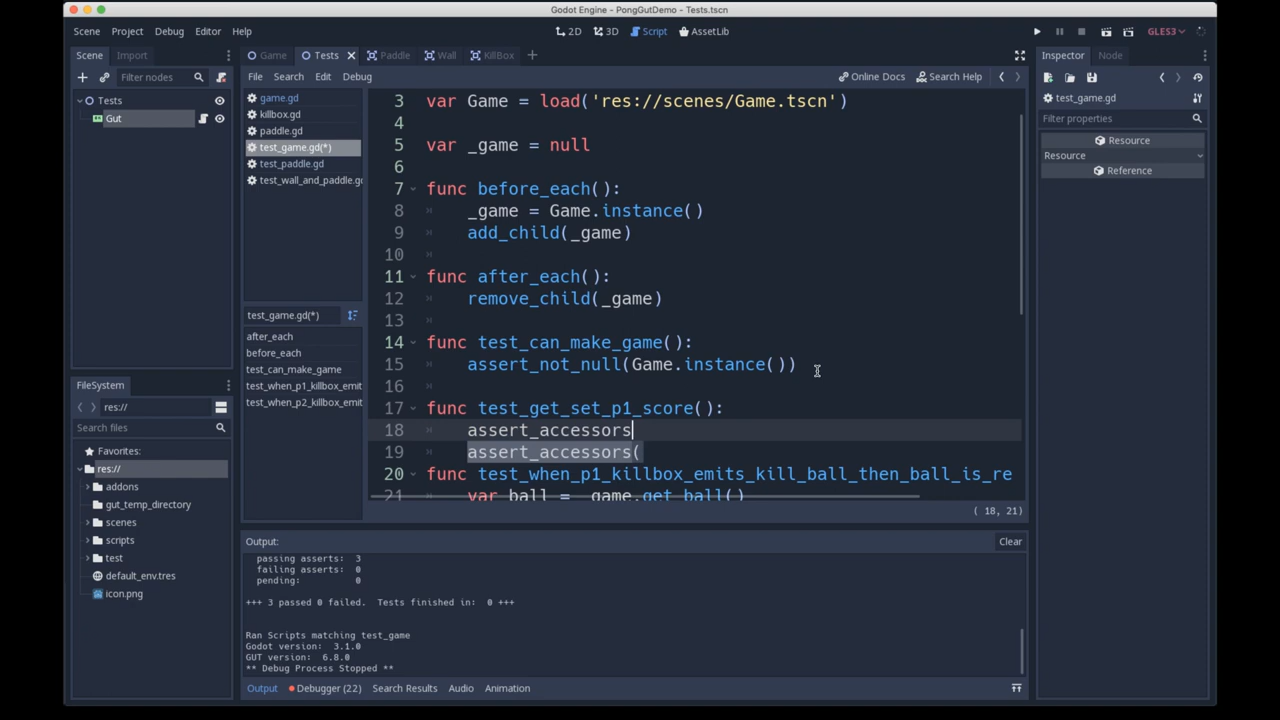 Godot Engine - PongGutDemo - Tests.tscn
Scene Project Debug Editor Help
2D 3D Script AssetLib
GLES3
Scene Import
Filter nodes
Tests
Gut
FileSystem
res://
Search files
Favorites:
res://
addons
gut_temp_directory
scenes
scripts
test
default_env.tres
icon.png
Game Tests Paddle Wall KillBox
File Search Edit Debug
Online Docs Search Help
game.gd
killbox.gd
paddle.gd
test_game.gd(*)
test_paddle.gd
test_wall_and_paddle.gd
test_game.gd(*)
after_each
before_each
test_can_make_game
test_when_p1_killbox_emit
test_when_p2_killbox_emit
3 var Game = load('res://scenes/Game.tscn')
4
5 var _game = null
6
7 func before_each():
8 _game = Game.instance()
9 add_child(_game)
10
11 func after_each():
12 remove_child(_game)
13
14 func test_can_make_game():
15 assert_not_null(Game.instance())
16
17 func test_get_set_p1_score():
18 assert_accessors
19 assert_accessors(
20 func test_when_p1_killbox_emits_kill_ball_then_ball_is_re
21 var ball = _game.get_ball()
( 18, 21)
Output:
Clear
passing asserts: 3
failing asserts: 0
pending: 0
+++ 3 passed 0 failed. Tests finished in: 0 +++
Ran Scripts matching test_game
Godot version: 3.1.0
GUT version: 6.8.0
** Debug Process Stopped **
Output Debugger (22) Search Results Audio Animation
Inspector Node
test_game.gd
Filter properties
Resource
Resource
Reference